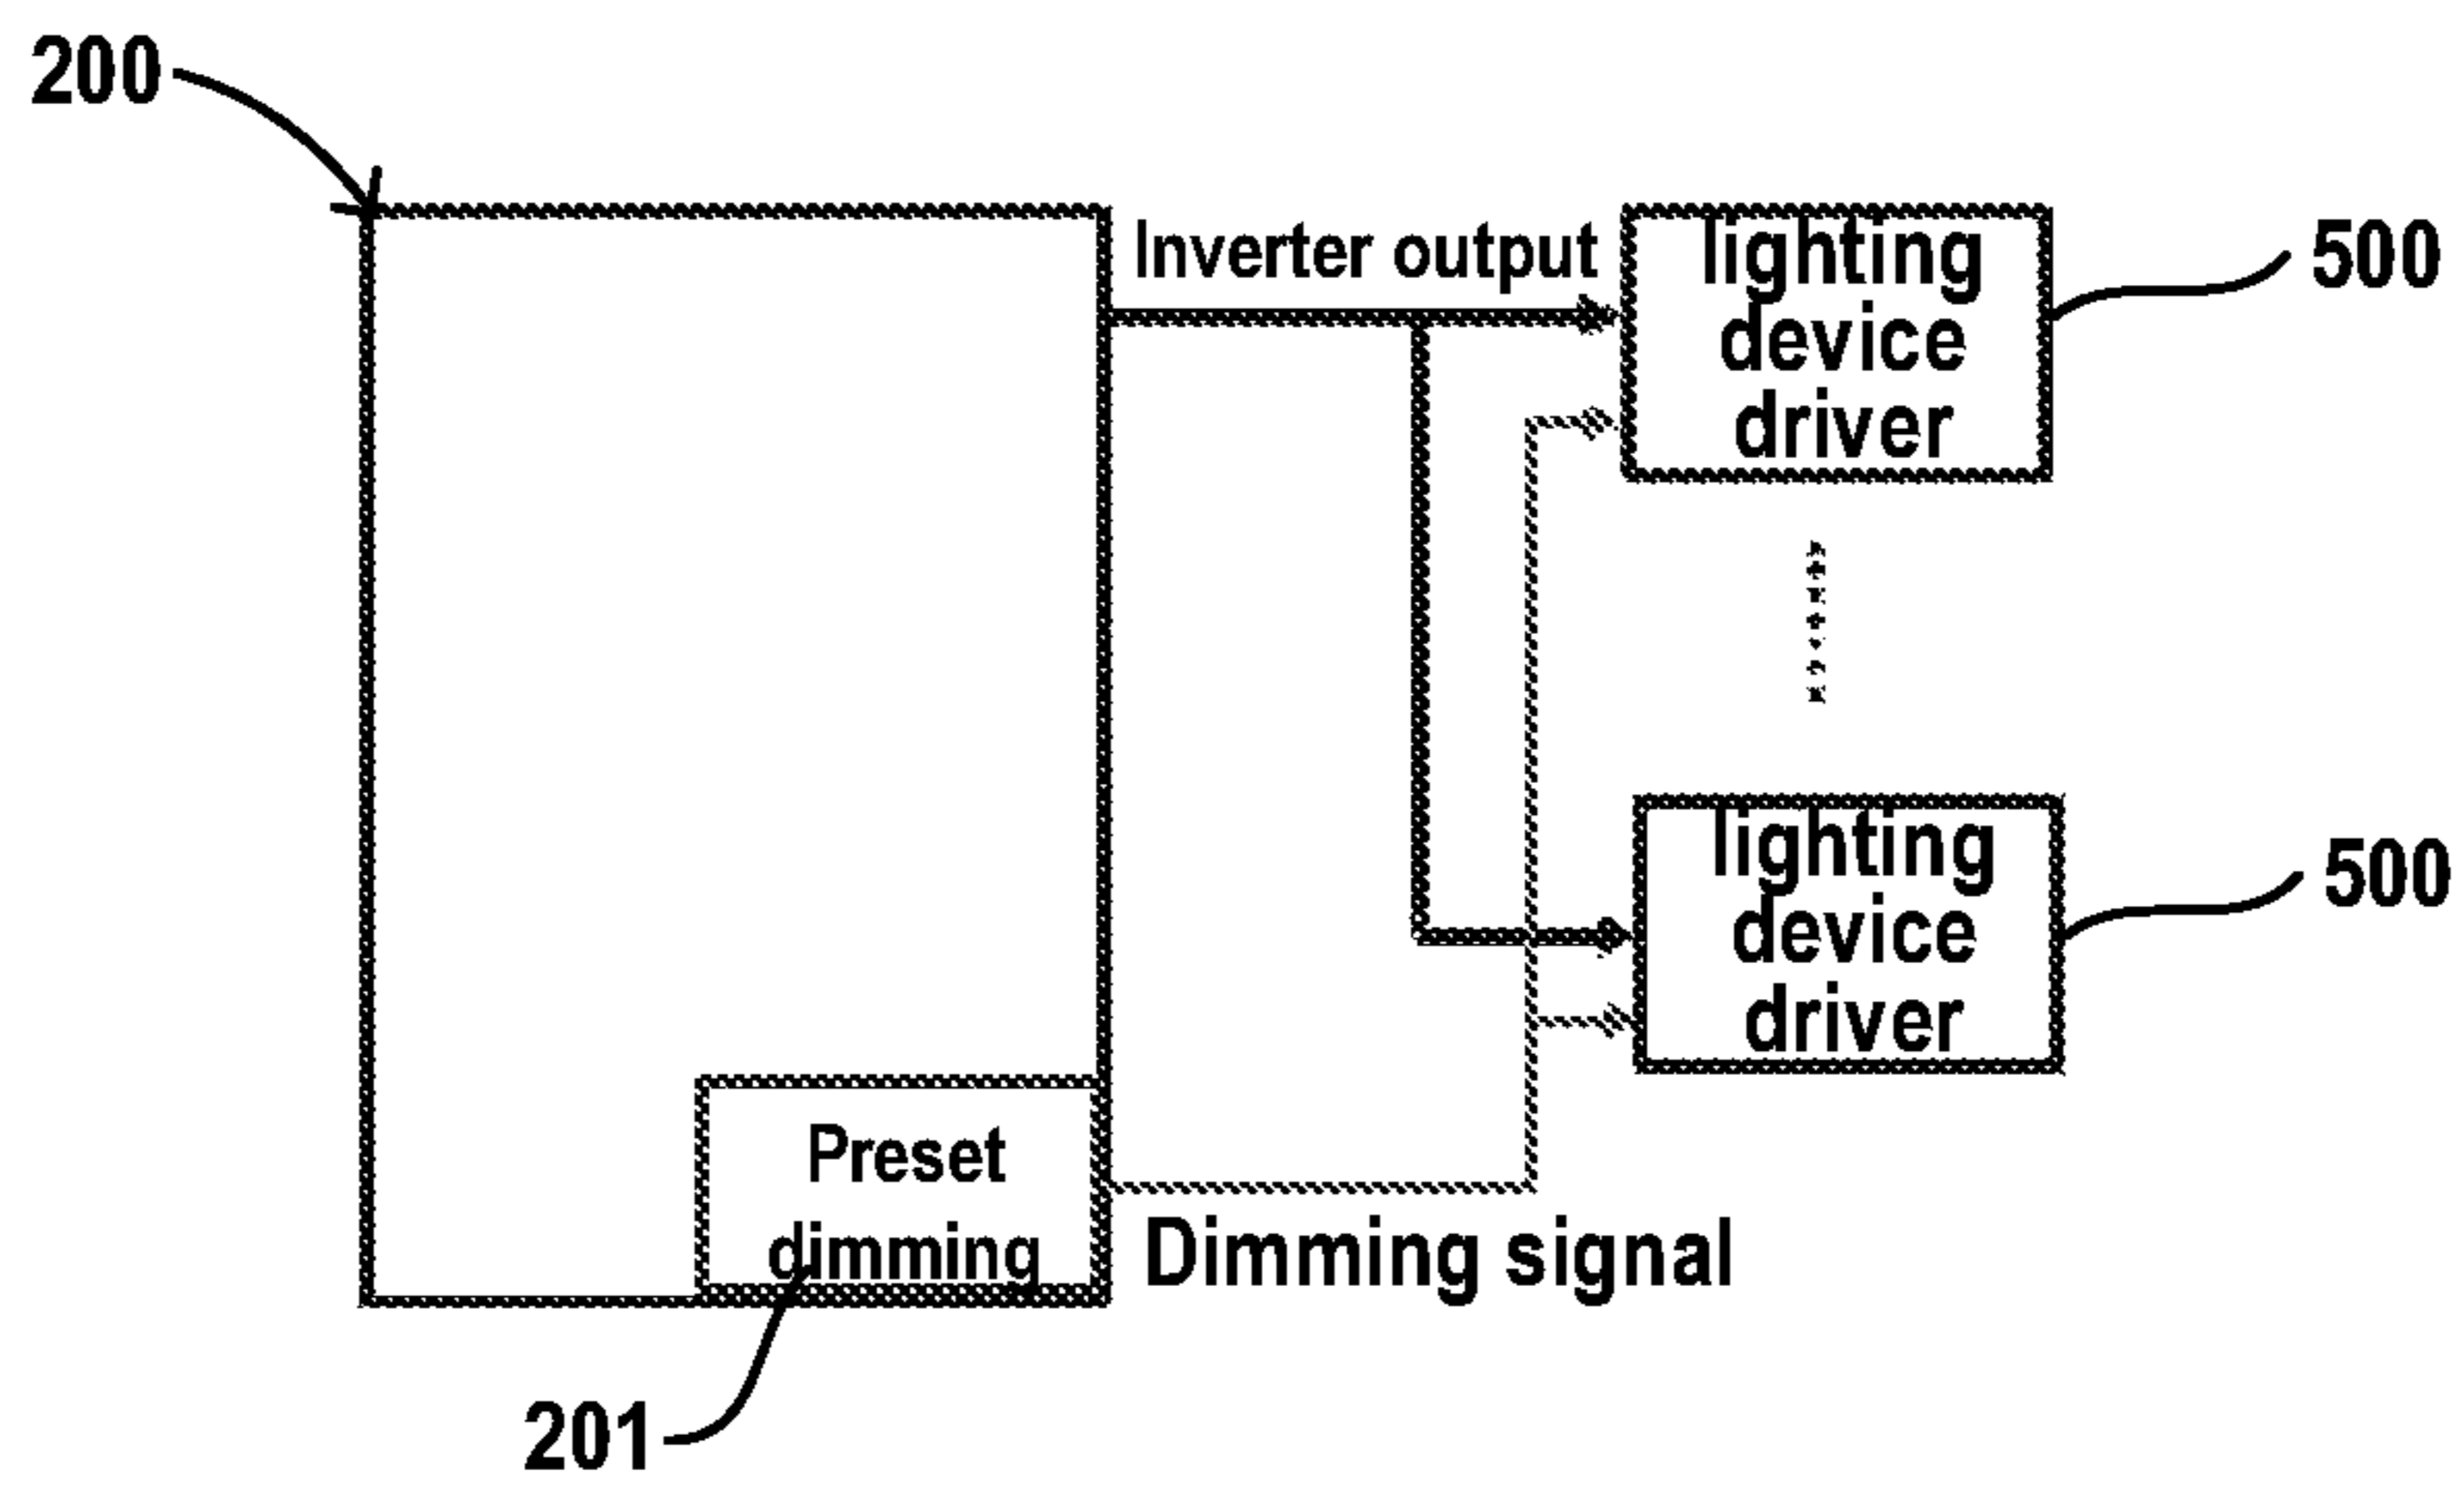 200
Inverter output
lighting
device
driver
500
lighting
device
driver
500
Preset
dimming
Dimming signal
201